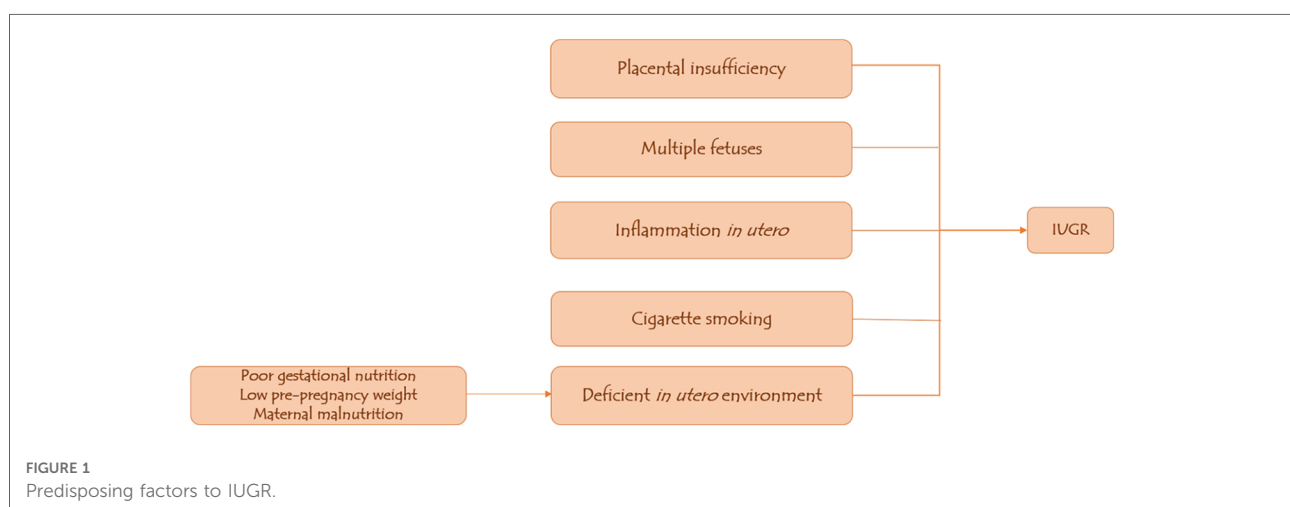 Placental insufficiency
Multiple fetuses
Inflammation in utero
IUGR
Cigarette smoking
Poor gestational nutrition
Low pre-pregnancy weight
Maternal malnutrition
Deficient in utero environment
FIGURE 1
Predisposing factors to IUGR.